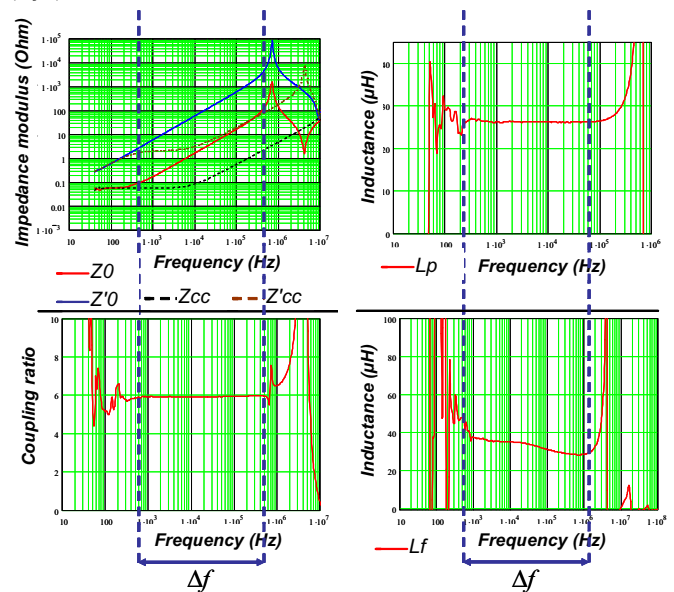 Impedance modulus (Ohm)
1·10⁵
1·10⁴
1·10³
100
10
1
0.1
0.01
1·10⁻³
10 100 1·10³ 1·10⁴ 1·10⁵ 1·10⁶ 1·10⁷
Frequency (Hz)
Z0
Z'0 Zcc Z'cc
Inductance (µH)
40
30
20
10
0
10 100 1·10³ 1·10⁴ 1·10⁵ 1·10⁶
Frequency (Hz)
Lp
Coupling ratio
10
8
6
4
2
0
10 100 1·10³ 1·10⁴ 1·10⁵ 1·10⁶ 1·10⁷
Frequency (Hz)
Δf
Inductance (µH)
100
80
60
40
20
0
10 100 1·10³ 1·10⁴ 1·10⁵ 1·10⁶ 1·10⁷ 1·10⁸
Frequency (Hz)
Lf
Δf